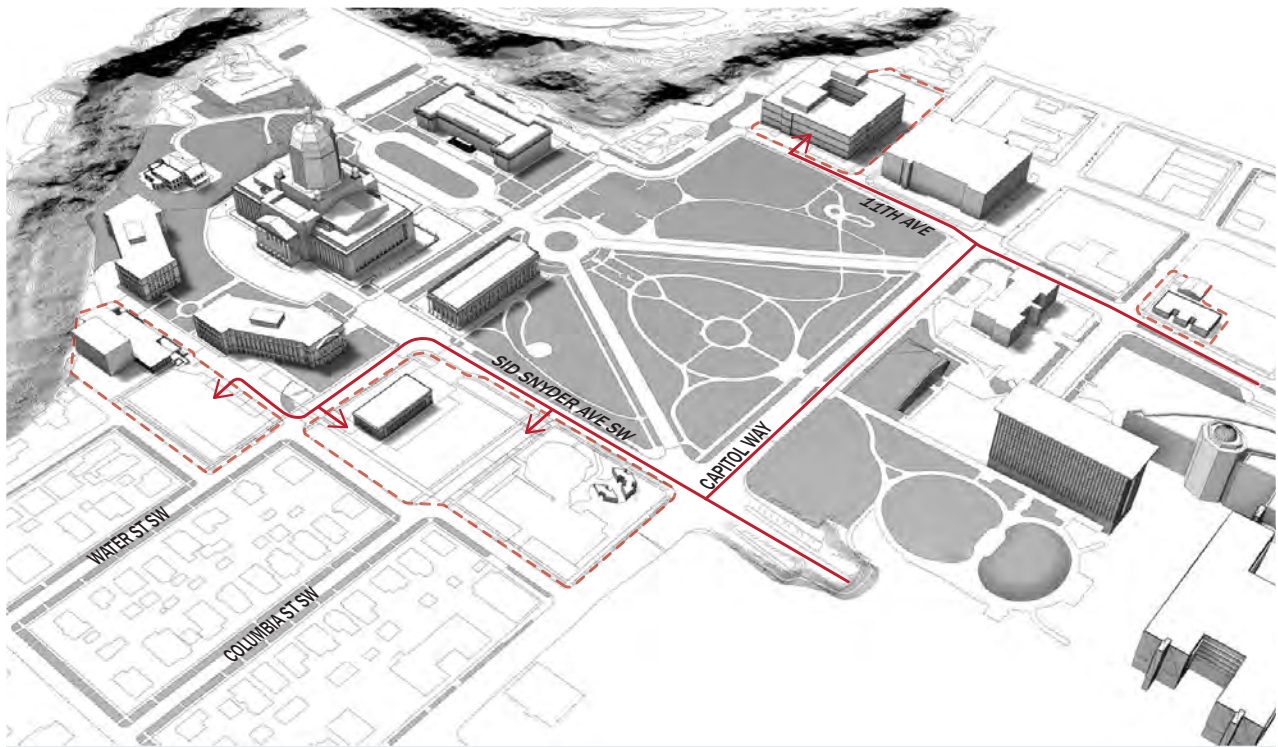 11TH AVE
SID SNYDER AVE SW
CAPITOL WAY
WATER ST SW
COLUMBIA ST SW